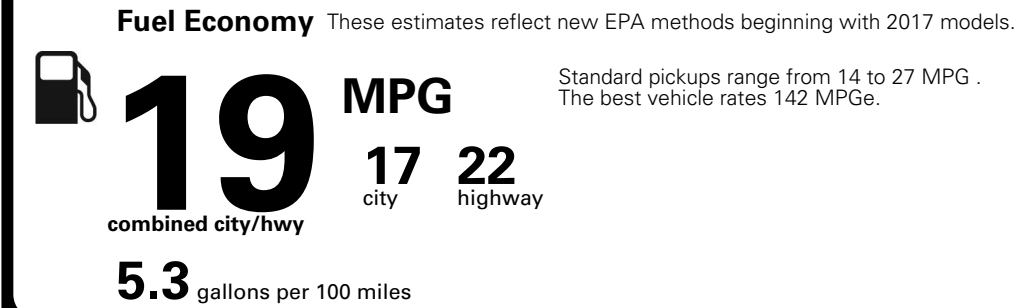 Fuel Economy These estimates reflect new EPA methods beginning with 2017 models.
19 MPG
Standard pickups range from 14 to 27 MPG .
The best vehicle rates 142 MPGe.
17 22
city highway
combined city/hwy
5.3 gallons per 100 miles